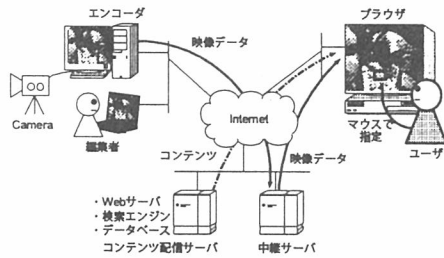 エンコーダ
映像データ
ブラウザ
Camera
編集者
Internet
マウスで
指定
ユーザ
コンテンツ
映像データ
・Webサーバ
・検索エンジン
・データベース
コンテンツ配信サーバ
中継サーバ